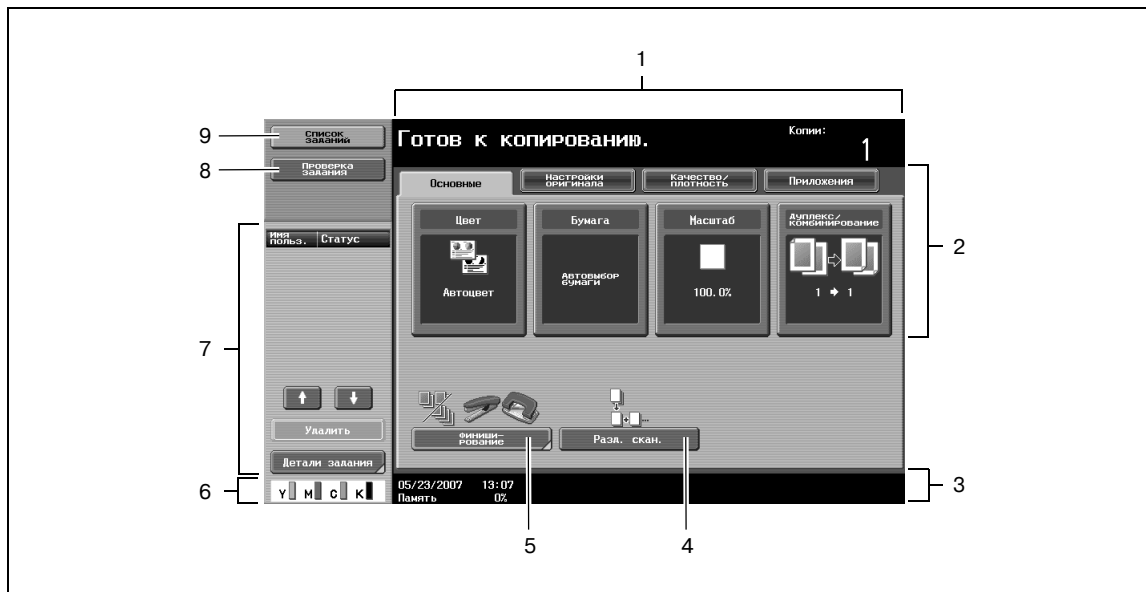 1
9
Список
заданий
8
Проверка
задания
Готов к копированию.
Копии:
1
Основные
Настройки
оригинала
Качество/
плотность
Приложения
2
Цвет
Автоцвет
Бумага
Автовыбор
бумаги
Масштаб
100.0%
Дуплекс/
комбинирование
1 → 1
7
Имя
польз.
Статус
Удалить
Детали задания
финиши-
рование
Разд. скан.
6
Y M C K
05/23/2007 13:07
Память 0%
3
5
4